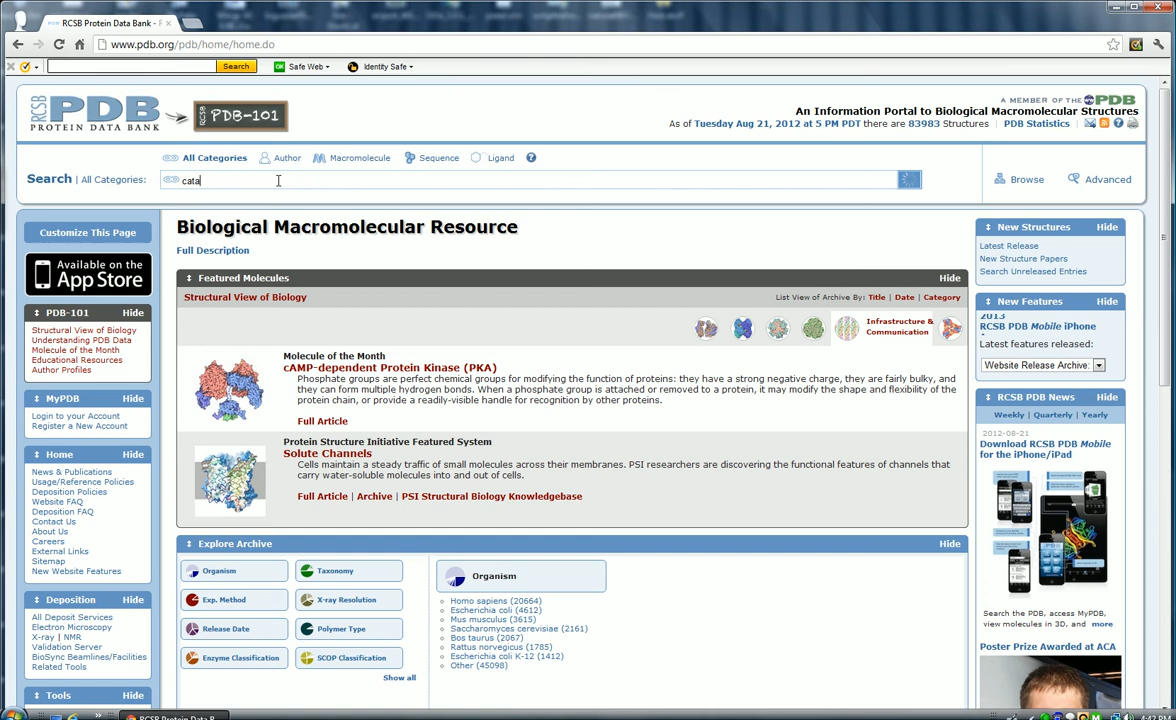 RCSB Protein Data Bank -
www.pdb.org/pdb/home/home.do
Search
Safe Web
Identity Safe
RCSB PDB
PROTEIN DATA BANK
PDB-101
A MEMBER OF THE PDB
An Information Portal to Biological Macromolecular Structures
As of Tuesday Aug 21, 2012 at 5 PM PDT there are 83983 Structures | PDB Statistics |
All Categories Author Macromolecule Sequence Ligand
Search | All Categories: cata
Browse Advanced
Customize This Page
Available on the
App Store
PDB-101 Hide
Structural View of Biology
Understanding PDB Data
Molecule of the Month
Educational Resources
Author Profiles
MyPDB Hide
Login to your Account
Register a New Account
Home Hide
News & Publications
Usage/Reference Policies
Deposition Policies
Website FAQ
Deposition FAQ
Contact Us
About Us
Careers
External Links
Sitemap
New Website Features
Deposition Hide
All Deposit Services
Electron Microscopy
X-ray | NMR
Validation Server
BioSync Beamlines/Facilities
Related Tools
Tools Hide
Biological Macromolecular Resource
Full Description
Featured Molecules Hide
Structural View of Biology
List View of Archive By: Title | Date | Category
Infrastructure &
Communication
Molecule of the Month
cAMP-dependent Protein Kinase (PKA)
Phosphate groups are perfect chemical groups for modifying the function of proteins: they have a strong negative charge, they are fairly bulky, and
they can form multiple hydrogen bonds. When a phosphate group is attached or removed to a protein, it may modify the shape and flexibility of the
protein chain, or provide a readily-visible handle for recognition by other proteins.
Full Article
Protein Structure Initiative Featured System
Solute Channels
Cells maintain a steady traffic of small molecules across their membranes. PSI researchers are discovering the functional features of channels that
carry water-soluble molecules into and out of cells.
Full Article | Archive | PSI Structural Biology Knowledgebase
Explore Archive Hide
Organism
Taxonomy
Exp. Method
X-ray Resolution
Release Date
Polymer Type
Enzyme Classification
SCOP Classification
Show all
Organism
Homo sapiens (20664)
Escherichia coli (4612)
Mus musculus (3615)
Saccharomyces cerevisiae (2161)
Bos taurus (2067)
Rattus norvegicus (1785)
Escherichia coli K-12 (1412)
Other (45098)
New Structures Hide
Latest Release
New Structure Papers
Search Unreleased Entries
New Features Hide
2013
RCSB PDB Mobile iPhone
Latest features released:
Website Release Archive:
RCSB PDB News Hide
Weekly | Quarterly | Yearly
2012-08-21
Download RCSB PDB Mobile
for the iPhone/iPad
Search the PDB, access MyPDB,
view molecules in 3D, and more
Poster Prize Awarded at ACA
RCSB Protein Data B...
4:43 PM